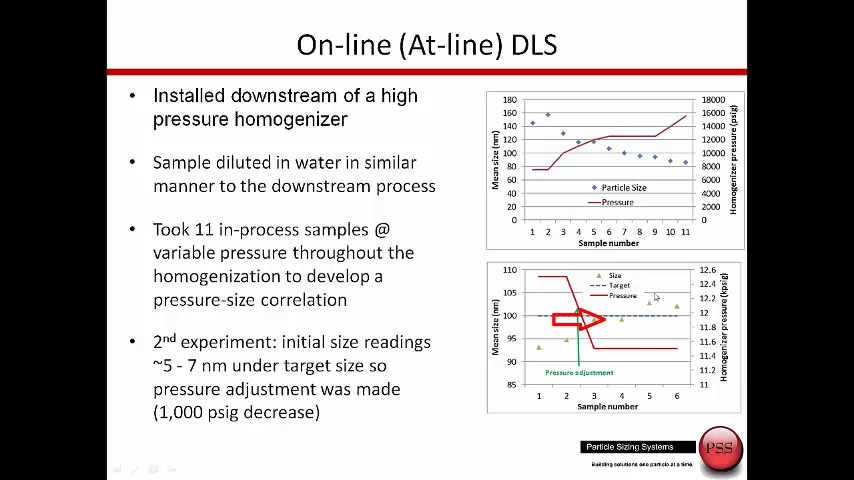 On-line (At-line) DLS
• Installed downstream of a high
pressure homogenizer
• Sample diluted in water in similar
manner to the downstream process
• Took 11 in-process samples @
variable pressure throughout the
homogenization to develop a
pressure-size correlation
• 2nd experiment: initial size readings
~5 - 7 nm under target size so
pressure adjustment was made
(1,000 psig decrease)
180
160
140
120
100
80
60
40
20
0
Mean size (nm)
18000
16000
14000
12000
10000
8000
6000
4000
2000
0
Homogenizer pressure (psig)
Particle Size
Pressure
1 2 3 4 5 6 7 8 9 10 11
Sample number
110
105
100
95
90
85
Mean size (nm)
12.6
12.4
12.2
12
11.8
11.6
11.4
11.2
11
Homogenizer pressure (kpsig)
Size
Target
Pressure
Pressure adjustment
1 2 3 4 5 6
Sample number
Particle Sizing Systems
Building solutions one particle at a time.
PSS